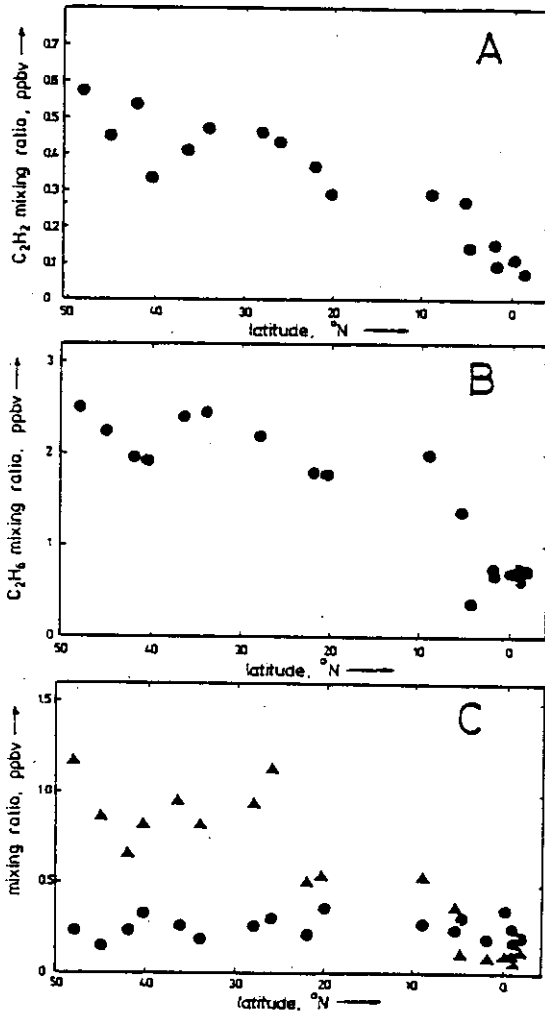 A
C₂H₂ mixing ratio, ppbv →
0.7
0.6
0.5
0.4
0.3
0.2
0.1
0
50 40 30 20 10 0
latitude, °N →
B
C₂H₆ mixing ratio, ppbv →
3
2
1
0
50 40 30 20 10 0
latitude, °N →
C
mixing ratio, ppbv →
1.5
1.0
0.5
0
50 40 30 20 10 0
latitude, °N →